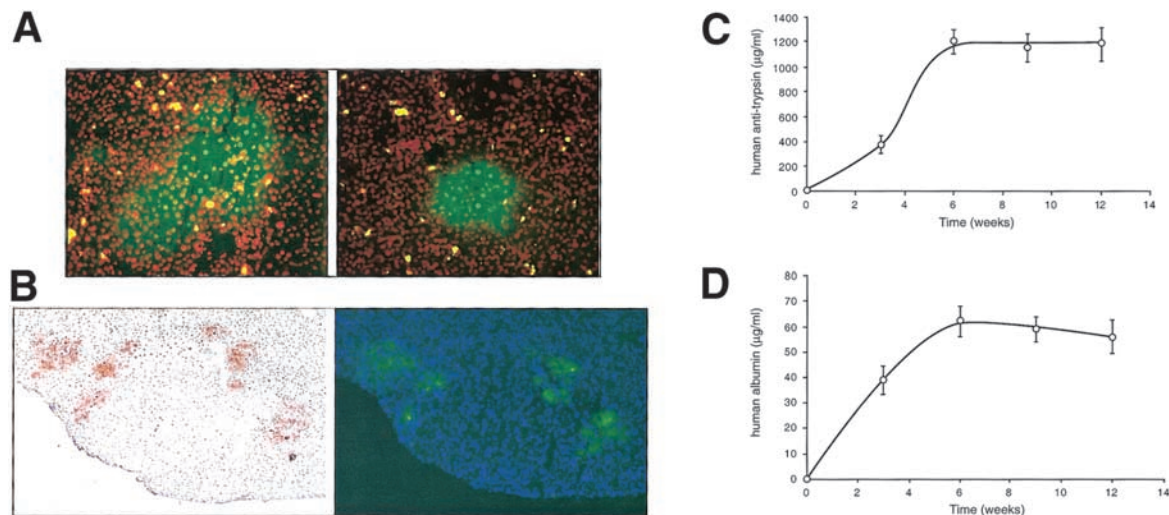 A
B
C
human anti-trypsin (µg/ml)
1400
1200
1000
800
600
400
200
0
0 2 4 6 8 10 12 14
Time (weeks)
D
human albumin (µg/ml)
80
70
60
50
40
30
20
10
0
0 2 4 6 8 10 12 14
Time (weeks)